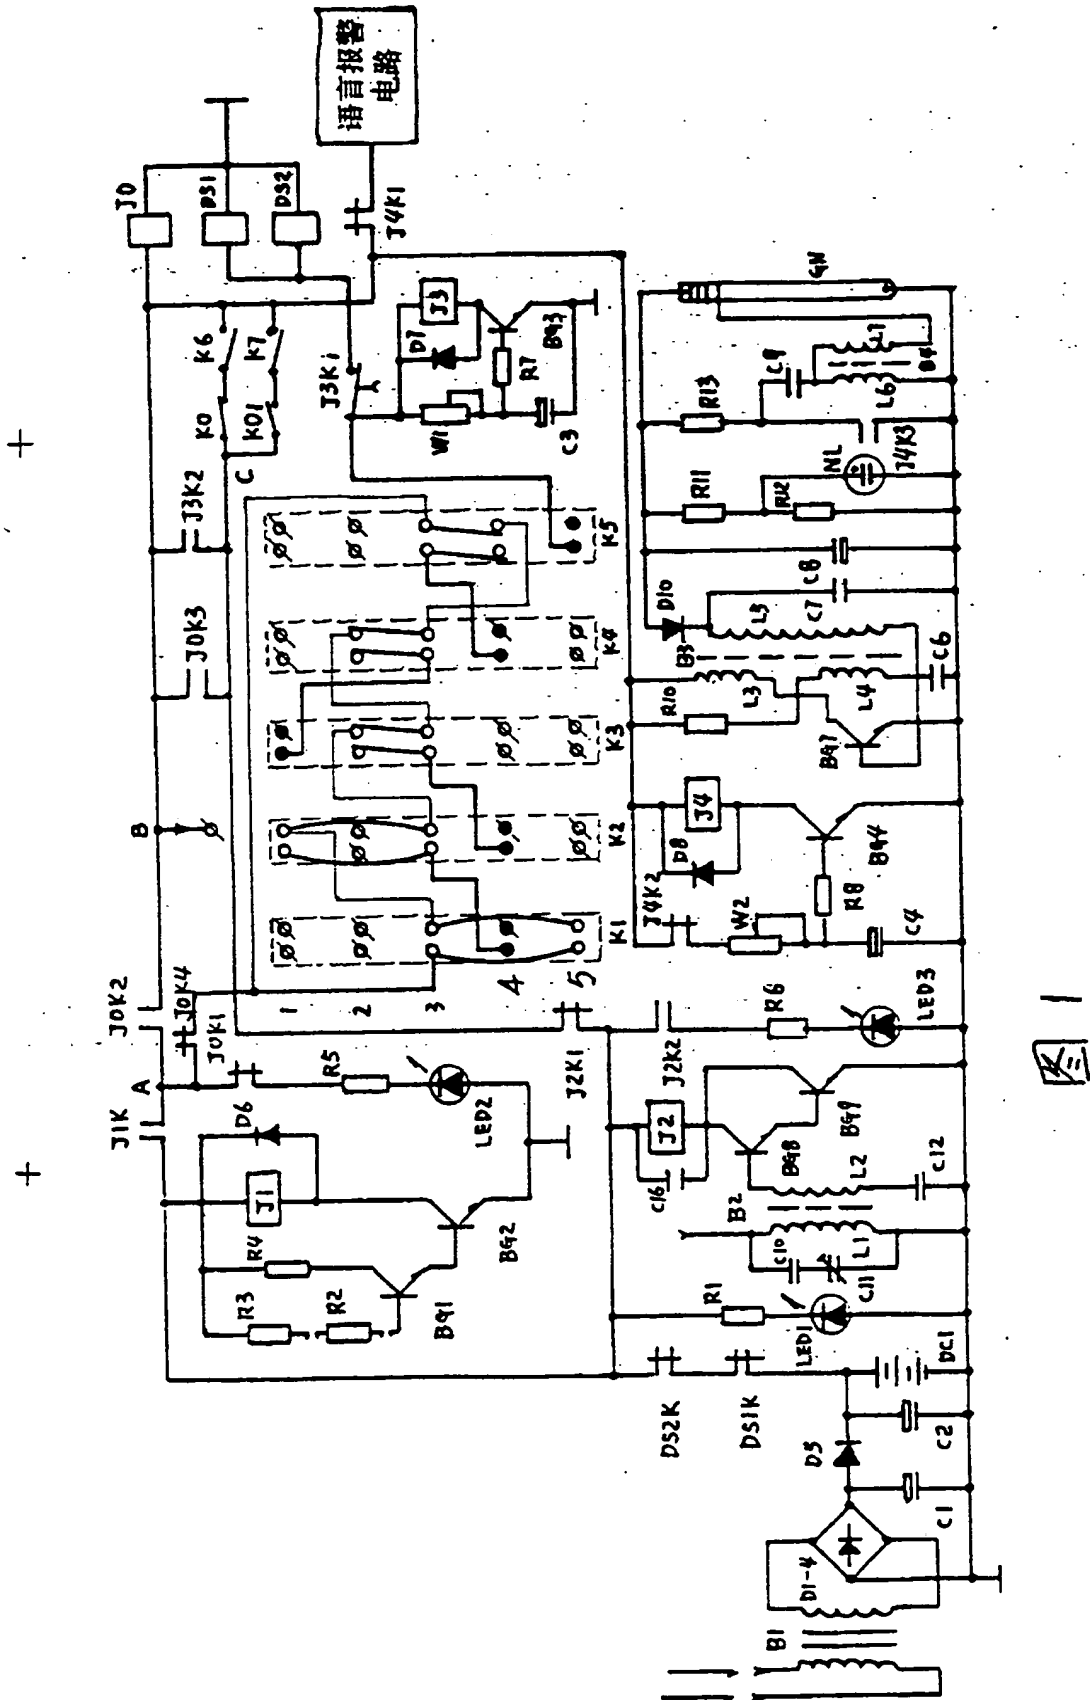 语言报警
电路
J0
DS1
DS2
J4K1
K6
K7
K0
K01
C
J3K1
J3
D7
R7
BG3
W1
C3
J3K2
J0K3
B
J0K2
J0K4
J0K1
A
J1K
D6
J1
R5
LED2
R4
R3
R2
BG1
BG2
K5
K4
K3
K2
K1
1
2
3
4
5
J2K1
J2K2
R6
LED3
J2
C16
BG8
BG9
B2
L2
L1
C12
C10
C11
R1
LED1
DS2K
DS1K
DC1
D5
C2
C1
D1-4
B1
J4K2
D8
J4
W2
R8
BG4
C4
R10
B3
L3
L4
L5
BG7
C6
D10
C7
C8
R11
R12
NL
J4K3
R13
C9
L6
L7
B4
GN
图1